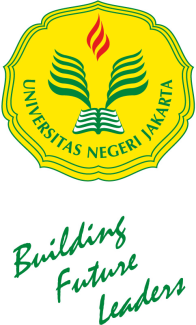 UNIVERSITAS NEGERI JAKARTA
Building
Future
Leaders